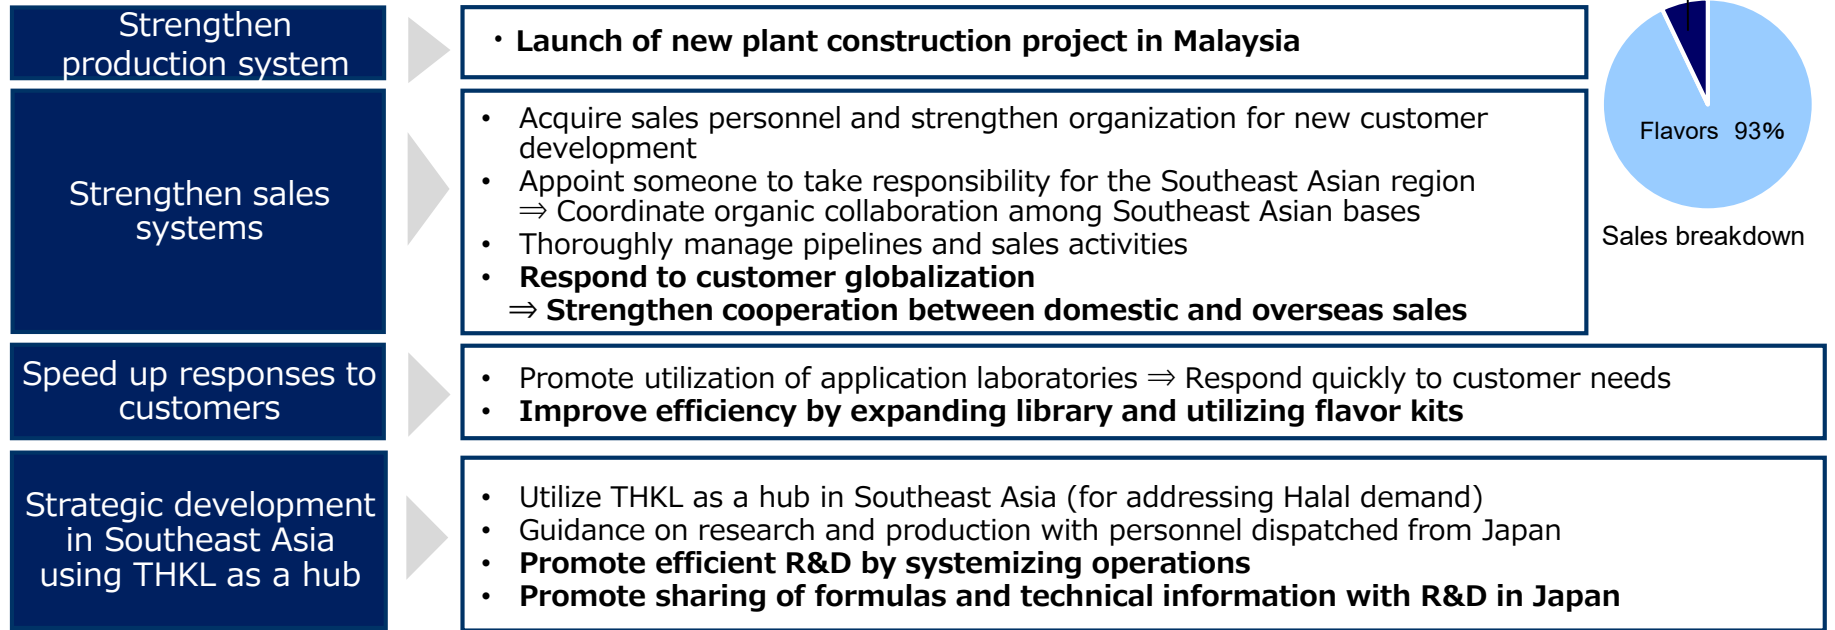 Strengthen
production system
・Launch of new plant construction project in Malaysia
Strengthen sales
systems
• Acquire sales personnel and strengthen organization for new customer
development
• Appoint someone to take responsibility for the Southeast Asian region
⇒ Coordinate organic collaboration among Southeast Asian bases
• Thoroughly manage pipelines and sales activities
• Respond to customer globalization
⇒ Strengthen cooperation between domestic and overseas sales
Flavors 93%
Sales breakdown
Speed up responses to
customers
• Promote utilization of application laboratories ⇒ Respond quickly to customer needs
• Improve efficiency by expanding library and utilizing flavor kits
Strategic development
in Southeast Asia
using THKL as a hub
• Utilize THKL as a hub in Southeast Asia (for addressing Halal demand)
• Guidance on research and production with personnel dispatched from Japan
• Promote efficient R&D by systemizing operations
• Promote sharing of formulas and technical information with R&D in Japan